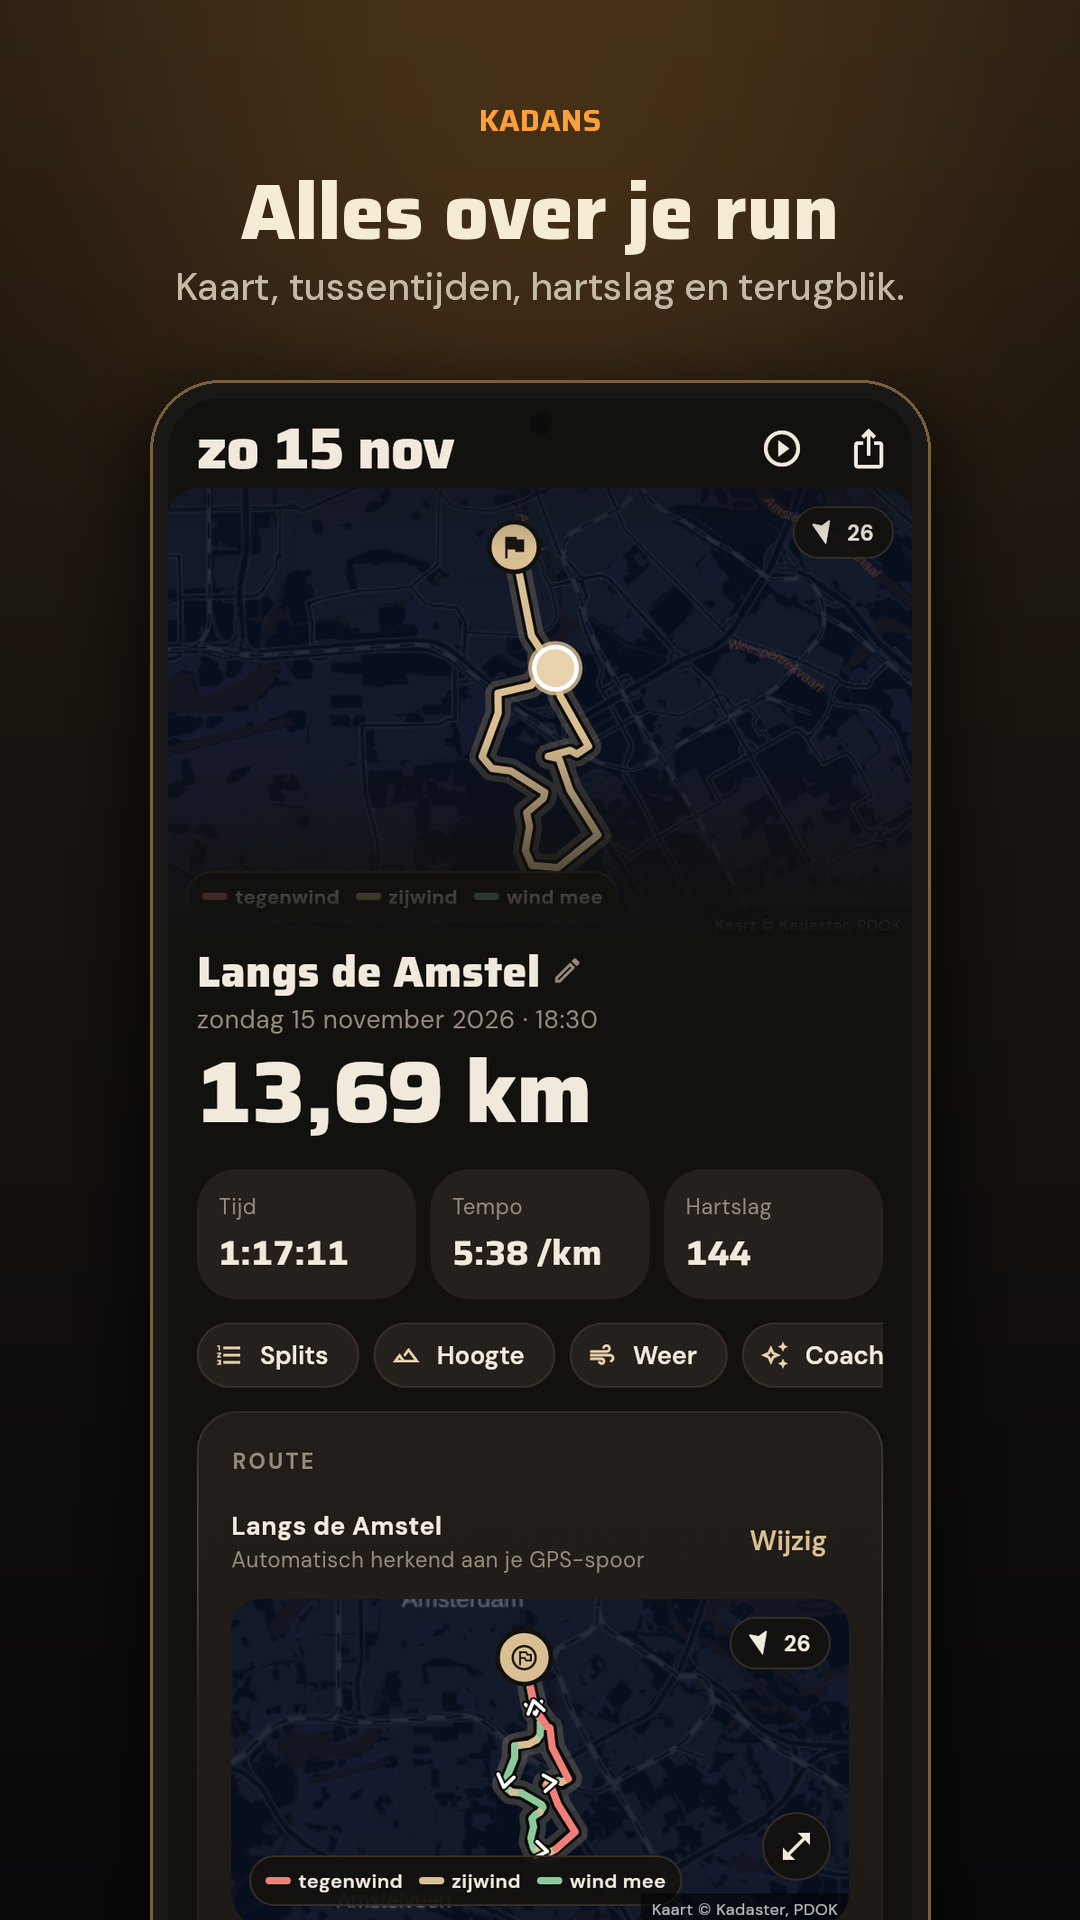 KADANS
Alles over je run
Kaart, tussentijden, hartslag en terugblik.
zo 15 nov
26
Weespertrekvaart
tegenwind zijwind wind mee
Kaart © Kadaster, PDOK
Langs de Amstel
zondag 15 november 2026 · 18:30
13,69 km
Tijd
1:17:11
Tempo
5:38 /km
Hartslag
144
Splits
Hoogte
Weer
Coach
ROUTE
Langs de Amstel
Automatisch herkend aan je GPS-spoor
Wijzig
Amsterdam
26
tegenwind zijwind wind mee
Amstelveen
Kaart © Kadaster, PDOK